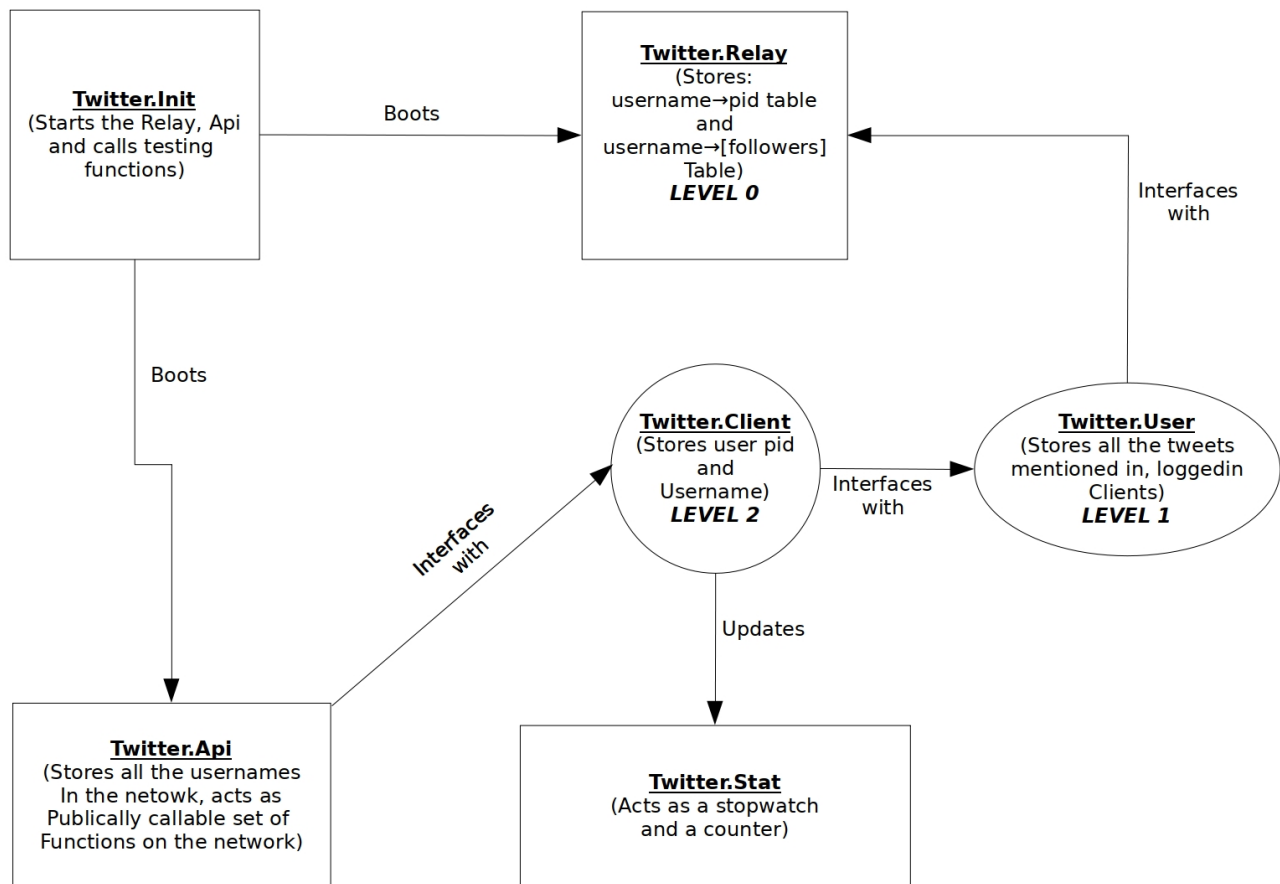 Twitter.Init
(Starts the Relay, Api
and calls testing
functions)
Boots
Twitter.Relay
(Stores:
username→pid table
and
username→[followers]
Table)
LEVEL 0
Interfaces
with
Boots
Twitter.Client
(Stores user pid
and
Username)
LEVEL 2
Interfaces
with
Twitter.User
(Stores all the tweets
mentioned in, loggedin
Clients)
LEVEL 1
Interfaces
with
Updates
Twitter.Api
(Stores all the usernames
In the netowk, acts as
Publically callable set of
Functions on the network)
Twitter.Stat
(Acts as a stopwatch
and a counter)